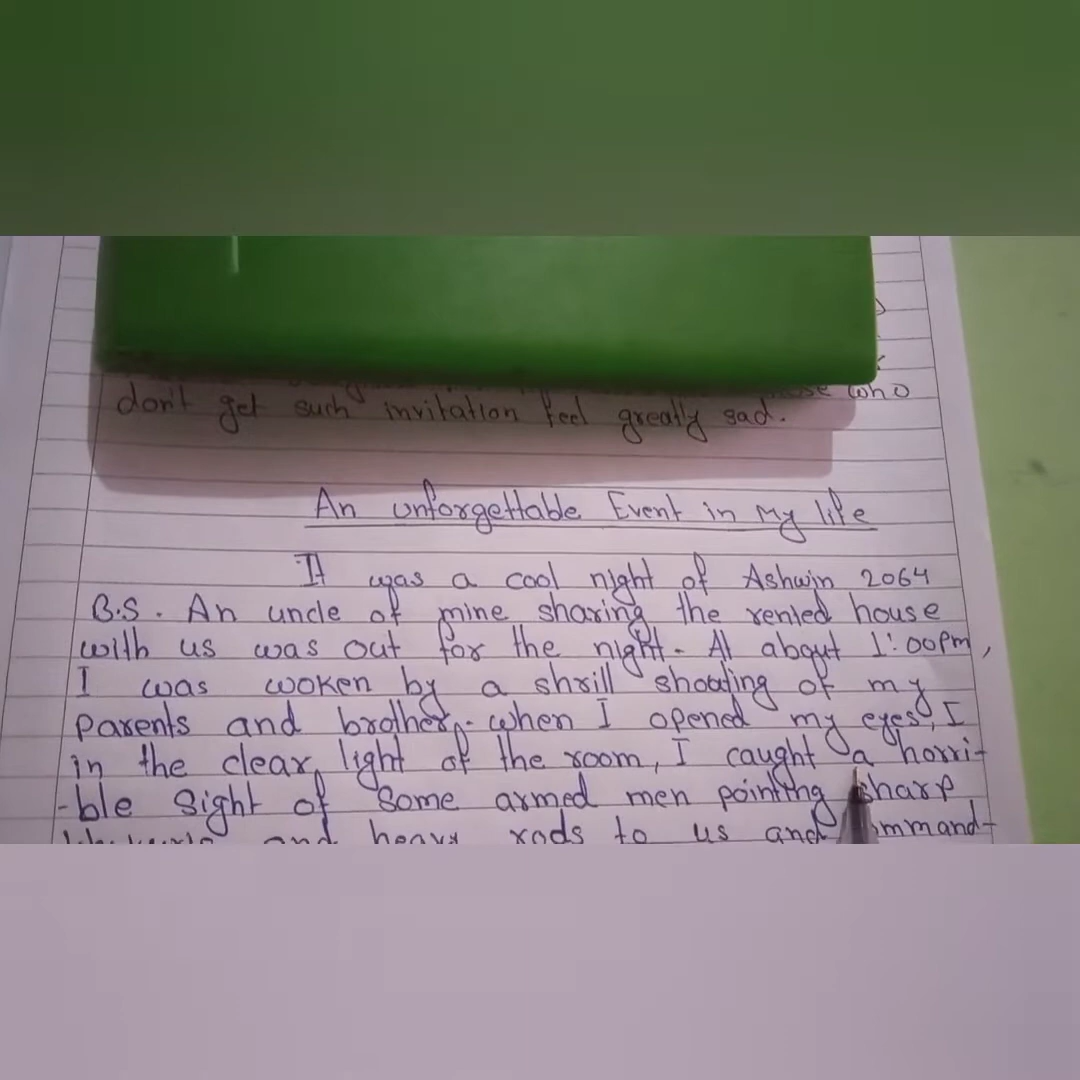 who
don't get such invitation feel greatly sad.
An unforgettable Event in My life
It was a cool night of Ashwin 2064
B.S. An uncle of mine sharing the rented house
with us was out for the night. At about 1:00pm,
I was woken by a shrill shouting of my
parents and brother. when I opened my eyes, I
in the clear light of the room, I caught a horri-
-ble sight of some armed men pointing sharp
and heavy rods to us and